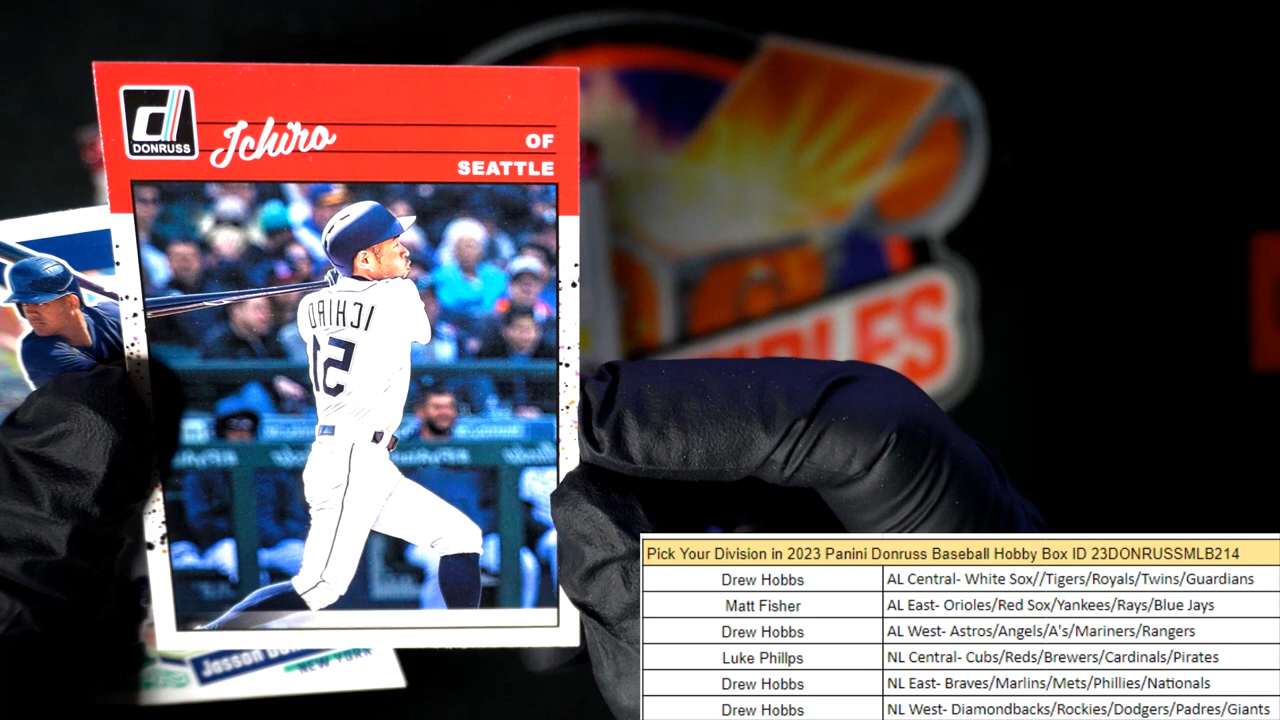 DONRUSS
Ichiro
OF
SEATTLE
ICHIRO
51
Jasson
NEW YORK
Pick Your Division in 2023 Panini Donruss Baseball Hobby Box ID 23DONRUSSMLB214
Drew Hobbs AL Central- White Sox//Tigers/Royals/Twins/Guardians
Matt Fisher AL East- Orioles/Red Sox/Yankees/Rays/Blue Jays
Drew Hobbs AL West- Astros/Angels/A's/Mariners/Rangers
Luke Phillps NL Central- Cubs/Reds/Brewers/Cardinals/Pirates
Drew Hobbs NL East- Braves/Marlins/Mets/Phillies/Nationals
Drew Hobbs NL West- Diamondbacks/Rockies/Dodgers/Padres/Giants